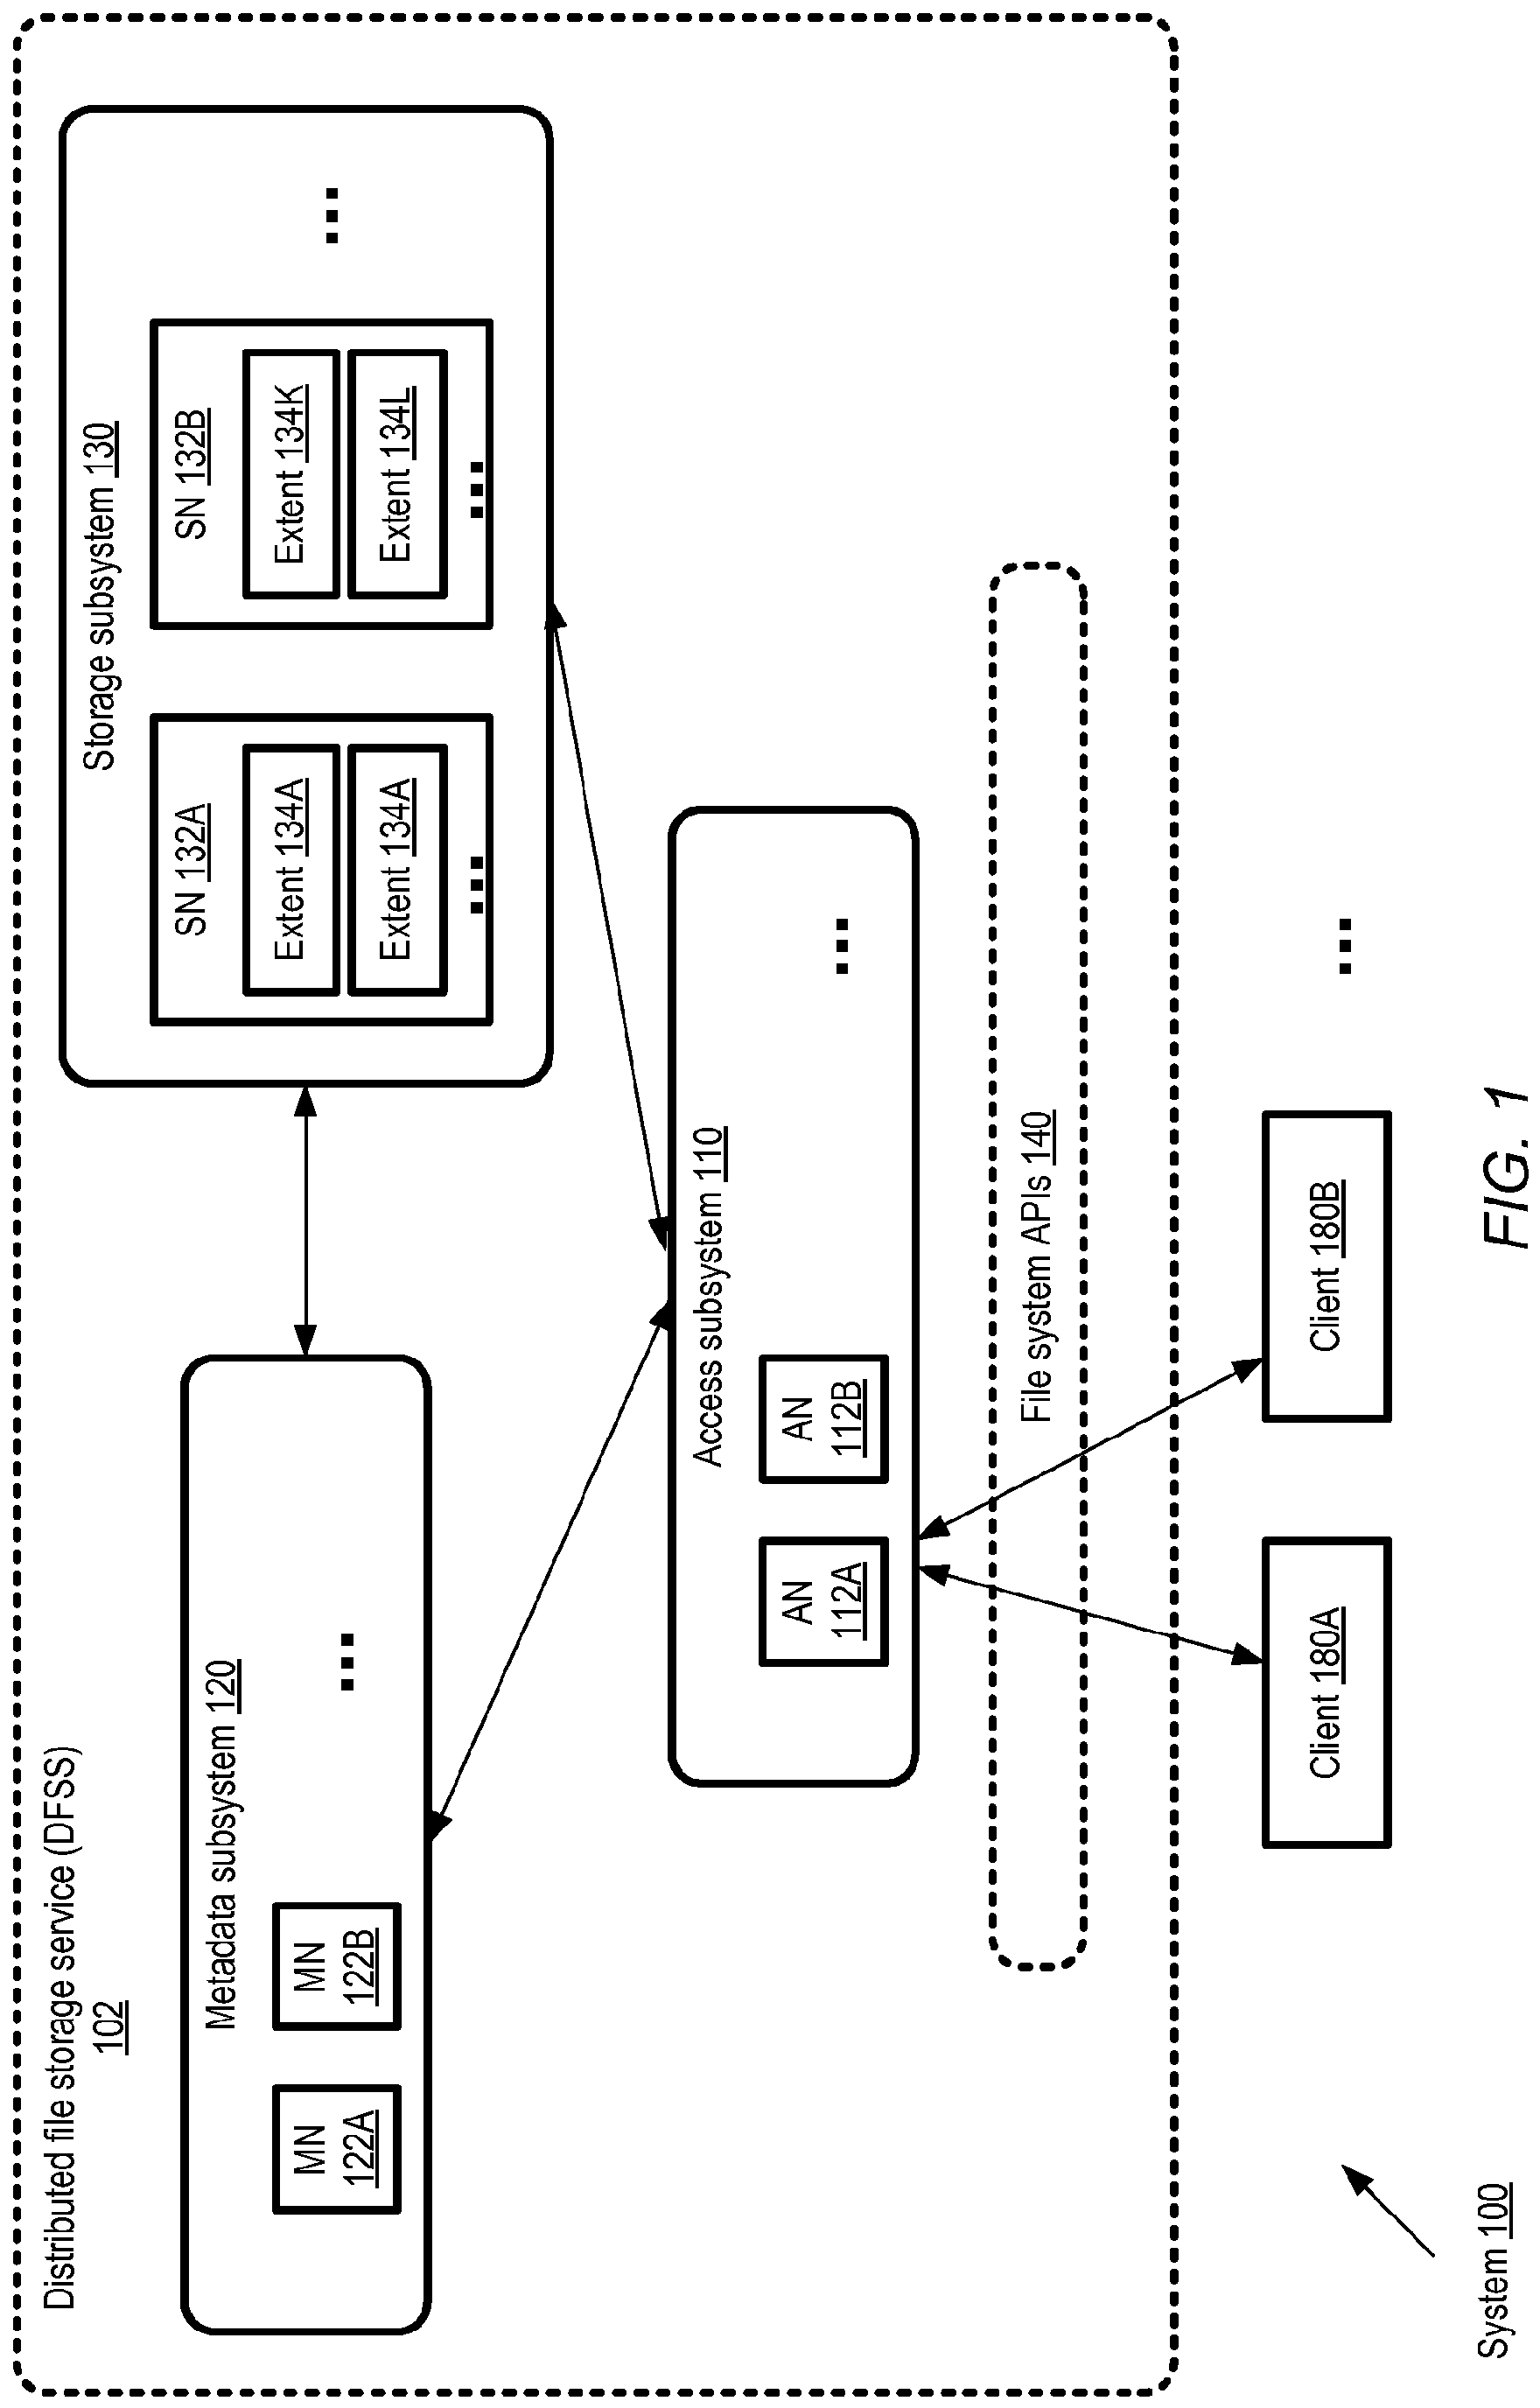 Distributed file storage service (DFSS)
102
Metadata subsystem 120
MN
122A
MN
122B
...
Storage subsystem 130
SN 132A
Extent 134A
Extent 134A
...
SN 132B
Extent 134K
Extent 134L
...
...
Access subsystem 110
AN
112A
AN
112B
...
File system APIs 140
Client 180A
Client 180B
...
System 100
FIG. 1